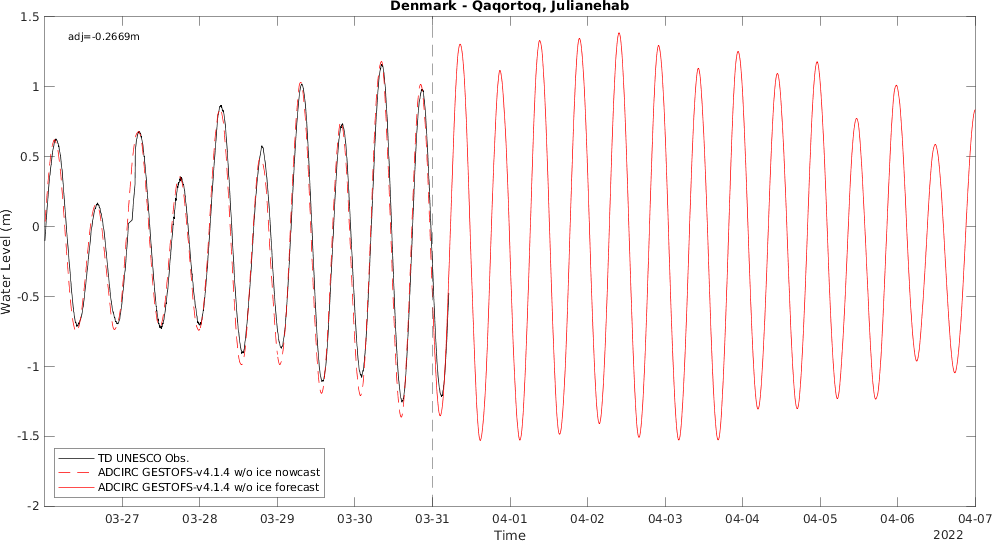 Denmark - Qaqortoq, Julianehab
adj=-0.2669m
1.5
1
0.5
0
-0.5
-1
-1.5
-2
Water Level (m)
TD UNESCO Obs.
ADCIRC GESTOFS-v4.1.4 w/o ice nowcast
ADCIRC GESTOFS-v4.1.4 w/o ice forecast
03-27 03-28 03-29 03-30 03-31 04-01 04-02 04-03 04-04 04-05 04-06 04-07
Time
2022